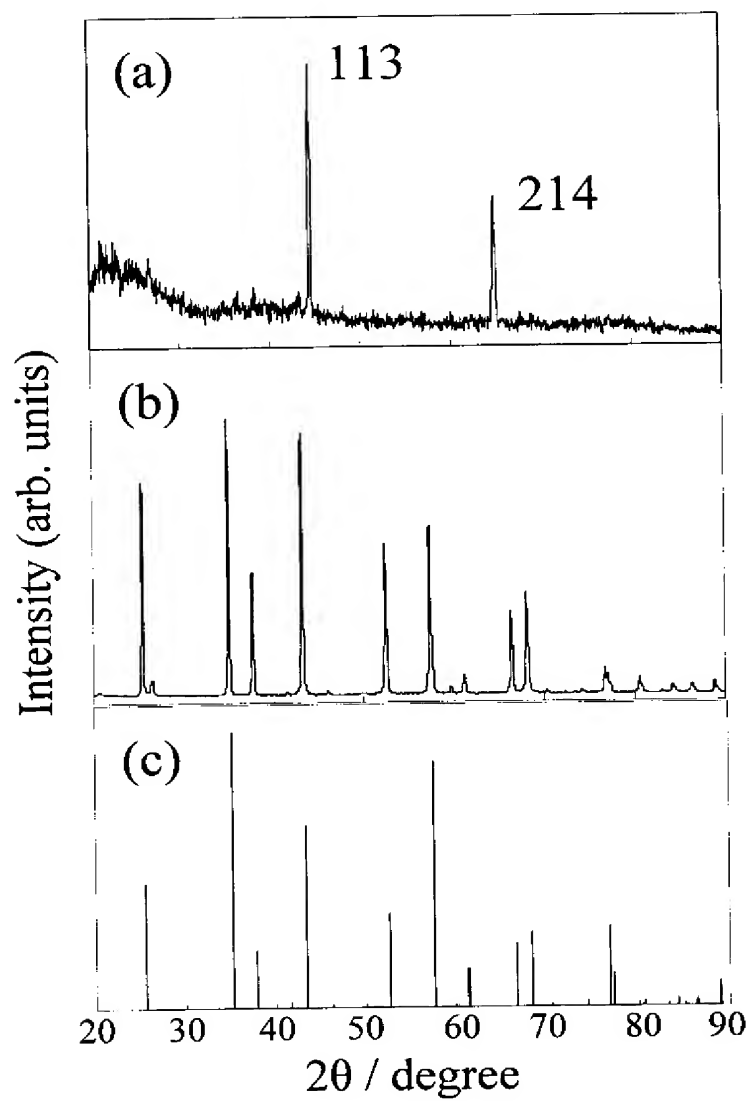 (a)
113
214
(b)
(c)
Intensity (arb. units)
20 30 40 50 60 70 80 90
2θ / degree